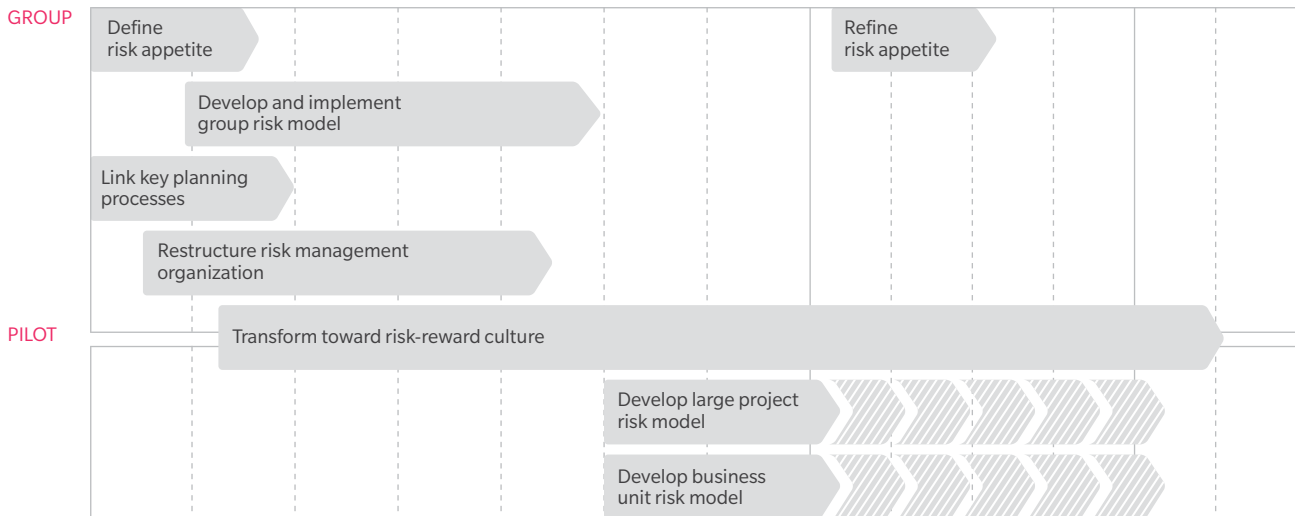 GROUP
Define
risk appetite
Refine
risk appetite
Develop and implement
group risk model
Link key planning
processes
Restructure risk management
organization
PILOT
Transform toward risk-reward culture
Develop large project
risk model
Develop business
unit risk model